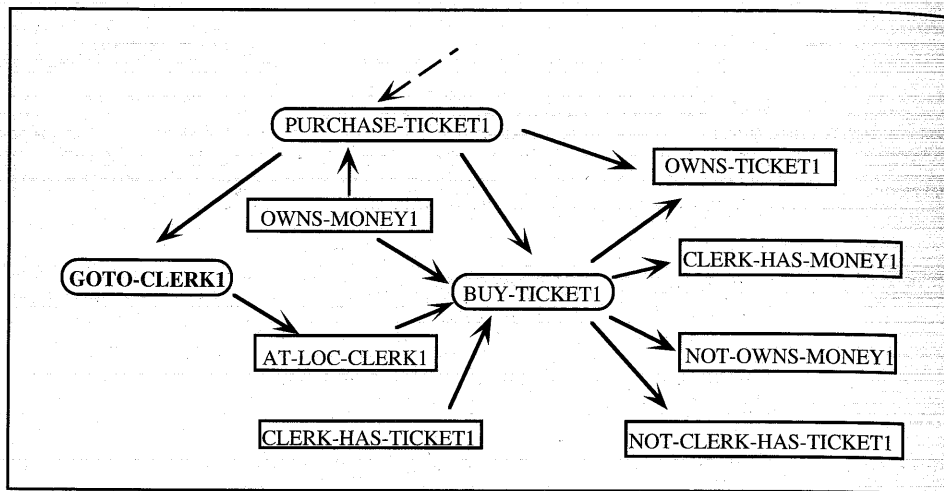 PURCHASE-TICKET1
OWNS-TICKET1
OWNS-MONEY1
CLERK-HAS-MONEY1
GOTO-CLERK1
BUY-TICKET1
AT-LOC-CLERK1
NOT-OWNS-MONEY1
CLERK-HAS-TICKET1
NOT-CLERK-HAS-TICKET1